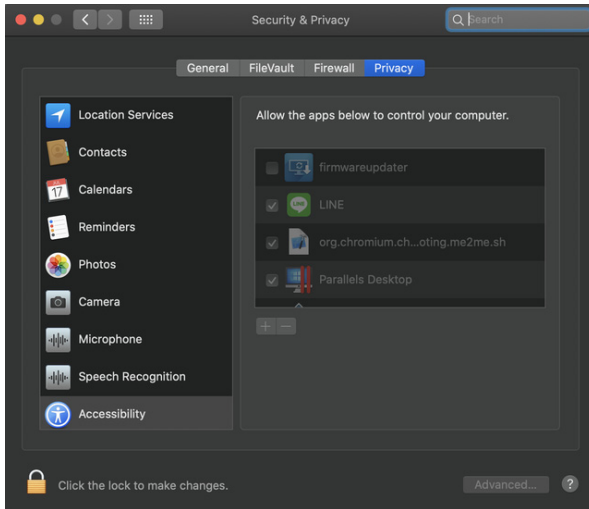 Security & Privacy
Search
General FileVault Firewall Privacy
Location Services
Contacts
17
Calendars
Reminders
Photos
Camera
Microphone
Speech Recognition
Accessibility
Allow the apps below to control your computer.
firmwareupdater
LINE
org.chromium.ch...oting.me2me.sh
Parallels Desktop
+ −
Click the lock to make changes.
Advanced...
?